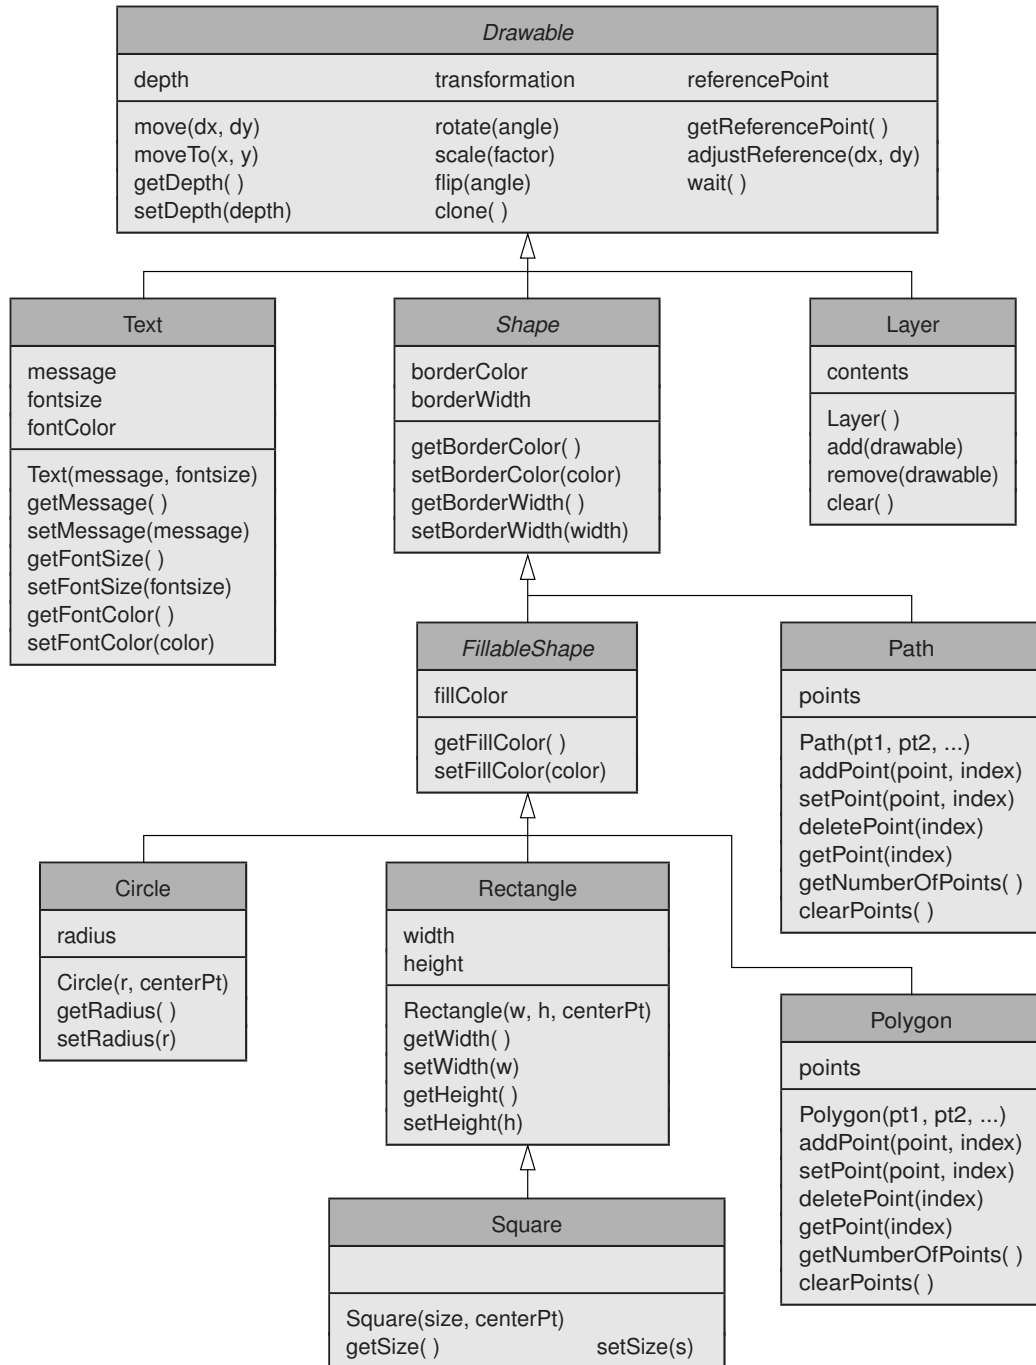 Drawable
depth transformation referencePoint
move(dx, dy) rotate(angle) getReferencePoint( )
moveTo(x, y) scale(factor) adjustReference(dx, dy)
getDepth( ) flip(angle) wait( )
setDepth(depth) clone( )
Text
message
fontsize
fontColor
Text(message, fontsize)
getMessage( )
setMessage(message)
getFontSize( )
setFontSize(fontsize)
getFontColor( )
setFontColor(color)
Shape
borderColor
borderWidth
getBorderColor( )
setBorderColor(color)
getBorderWidth( )
setBorderWidth(width)
Layer
contents
Layer( )
add(drawable)
remove(drawable)
clear( )
FillableShape
fillColor
getFillColor( )
setFillColor(color)
Path
points
Path(pt1, pt2, ...)
addPoint(point, index)
setPoint(point, index)
deletePoint(index)
getPoint(index)
getNumberOfPoints( )
clearPoints( )
Circle
radius
Circle(r, centerPt)
getRadius( )
setRadius(r)
Rectangle
width
height
Rectangle(w, h, centerPt)
getWidth( )
setWidth(w)
getHeight( )
setHeight(h)
Polygon
points
Polygon(pt1, pt2, ...)
addPoint(point, index)
setPoint(point, index)
deletePoint(index)
getPoint(index)
getNumberOfPoints( )
clearPoints( )
Square
Square(size, centerPt)
getSize( ) setSize(s)